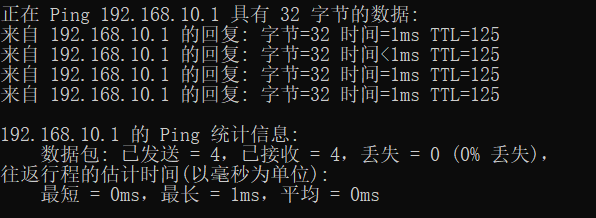 正在 Ping 192.168.10.1 具有 32 字节的数据:
来自 192.168.10.1 的回复: 字节=32 时间=1ms TTL=125
来自 192.168.10.1 的回复: 字节=32 时间<1ms TTL=125
来自 192.168.10.1 的回复: 字节=32 时间=1ms TTL=125
来自 192.168.10.1 的回复: 字节=32 时间=1ms TTL=125
192.168.10.1 的 Ping 统计信息:
数据包: 已发送 = 4，已接收 = 4，丢失 = 0 (0% 丢失)，
往返行程的估计时间(以毫秒为单位):
最短 = 0ms，最长 = 1ms，平均 = 0ms